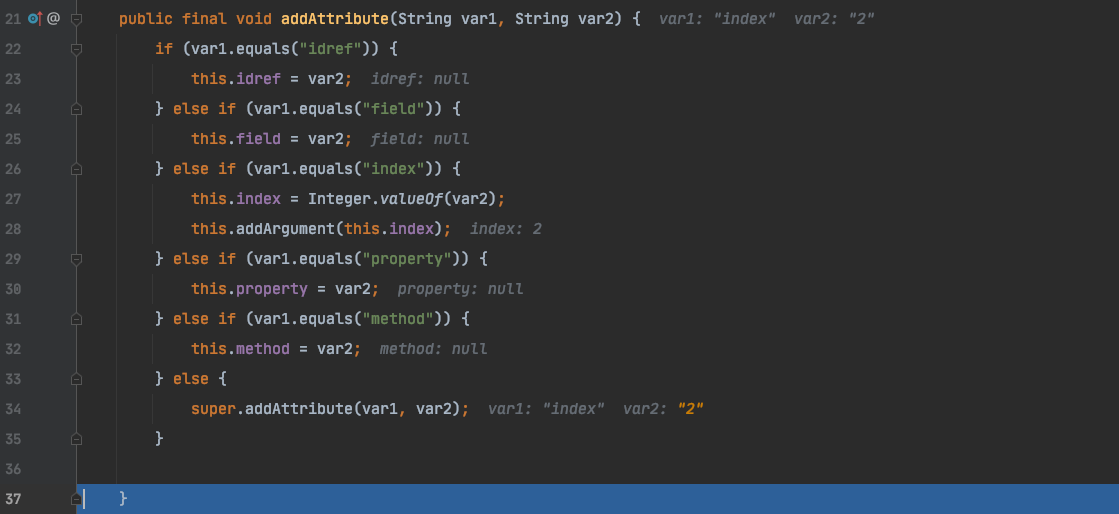 21 @ public final void addAttribute(String var1, String var2) { var1: "index" var2: "2"
22 if (var1.equals("idref")) {
23 this.idref = var2; idref: null
24 } else if (var1.equals("field")) {
25 this.field = var2; field: null
26 } else if (var1.equals("index")) {
27 this.index = Integer.valueOf(var2);
28 this.addArgument(this.index); index: 2
29 } else if (var1.equals("property")) {
30 this.property = var2; property: null
31 } else if (var1.equals("method")) {
32 this.method = var2; method: null
33 } else {
34 super.addAttribute(var1, var2); var1: "index" var2: "2"
35 }
36
37 }